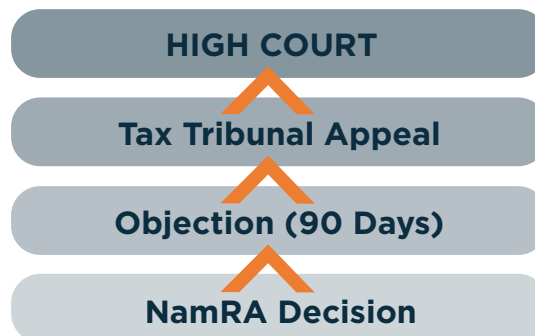 HIGH COURT
Tax Tribunal Appeal
Objection (90 Days)
NamRA Decision